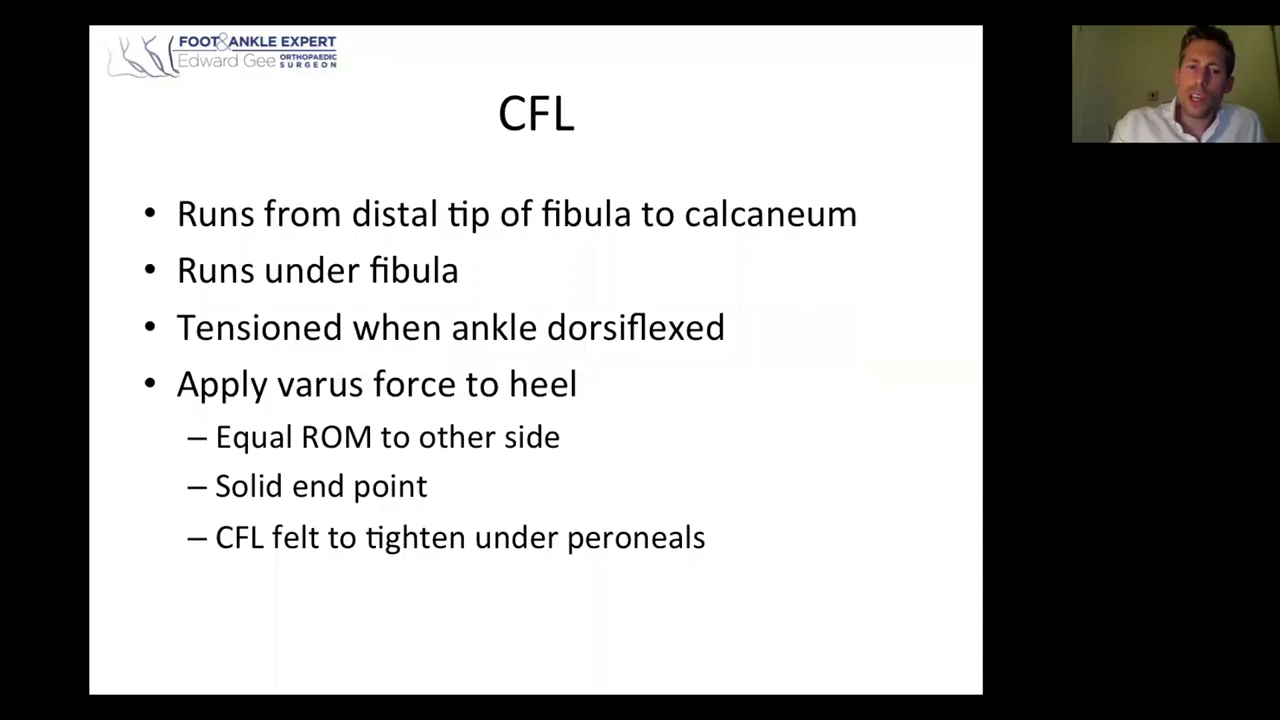 FOOT & ANKLE EXPERT
Edward Gee ORTHOPAEDIC SURGEON
CFL
• Runs from distal tip of fibula to calcaneum
• Runs under fibula
• Tensioned when ankle dorsiflexed
• Apply varus force to heel
– Equal ROM to other side
– Solid end point
– CFL felt to tighten under peroneals